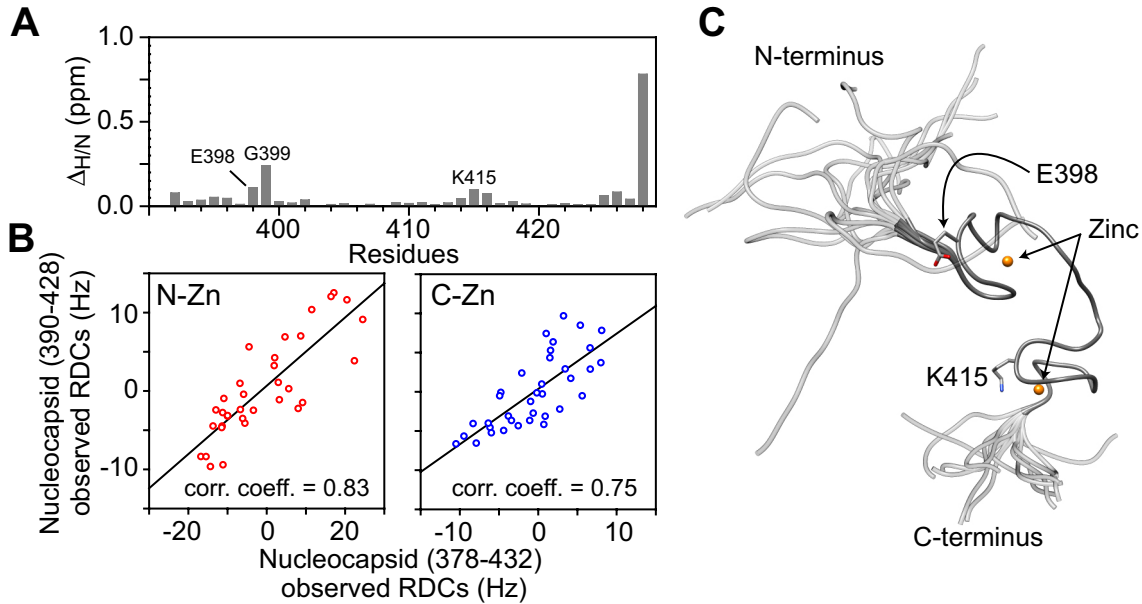 A
ΔH/N (ppm)
1.0
0.5
0.0
E398
G399
K415
400
410
420
Residues
B
Nucleocapsid (390-428)
observed RDCs (Hz)
10
0
-10
N-Zn
corr. coeff. = 0.83
-20
0
20
C-Zn
corr. coeff. = 0.75
-10
0
10
Nucleocapsid (378-432)
observed RDCs (Hz)
C
N-terminus
E398
Zinc
K415
C-terminus